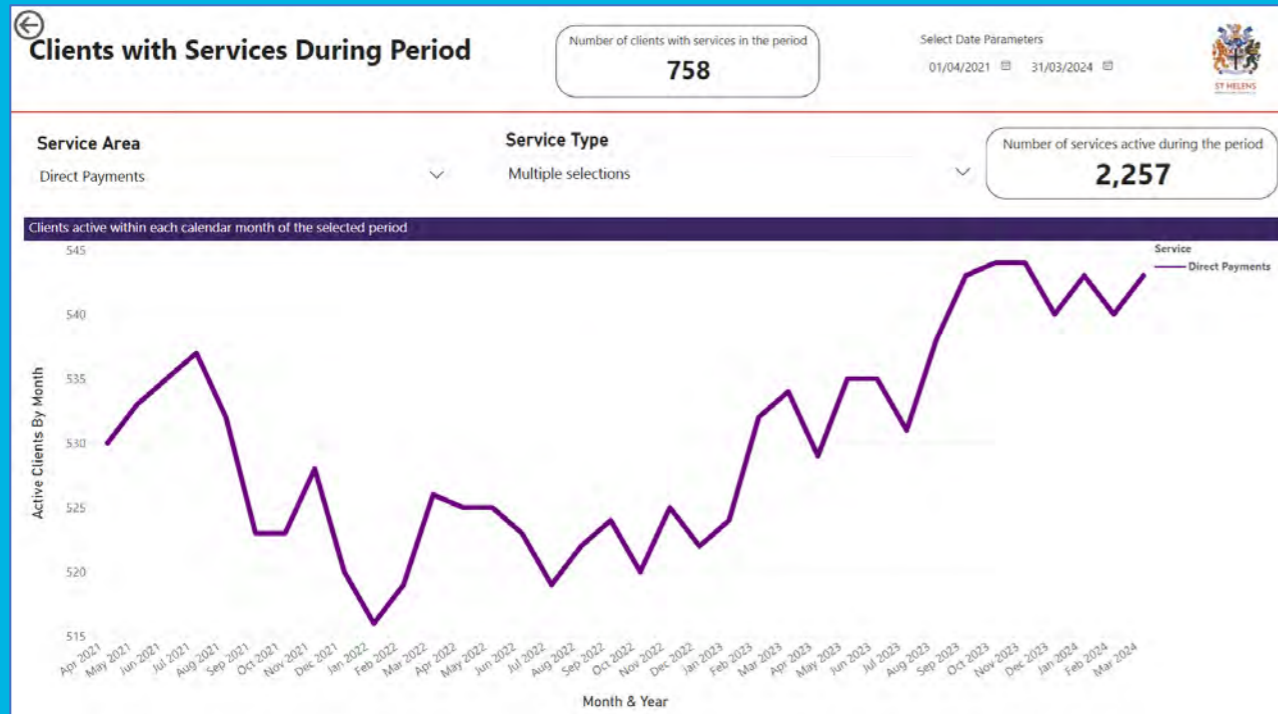 Clients with Services During Period
Number of clients with services in the period
758
Select Date Parameters
01/04/2021 31/03/2024
ST HELENS
Service Area
Direct Payments
Service Type
Multiple selections
Number of services active during the period
2,257
Clients active within each calendar month of the selected period
Service
Direct Payments
Active Clients By Month
545
540
535
530
525
520
515
Apr 2021
May 2021
Jun 2021
Jul 2021
Aug 2021
Sep 2021
Oct 2021
Nov 2021
Dec 2021
Jan 2022
Feb 2022
Mar 2022
Apr 2022
May 2022
Jun 2022
Jul 2022
Aug 2022
Sep 2022
Oct 2022
Nov 2022
Dec 2022
Jan 2023
Feb 2023
Mar 2023
Apr 2023
May 2023
Jun 2023
Jul 2023
Aug 2023
Sep 2023
Oct 2023
Nov 2023
Dec 2023
Jan 2024
Feb 2024
Mar 2024
Month & Year